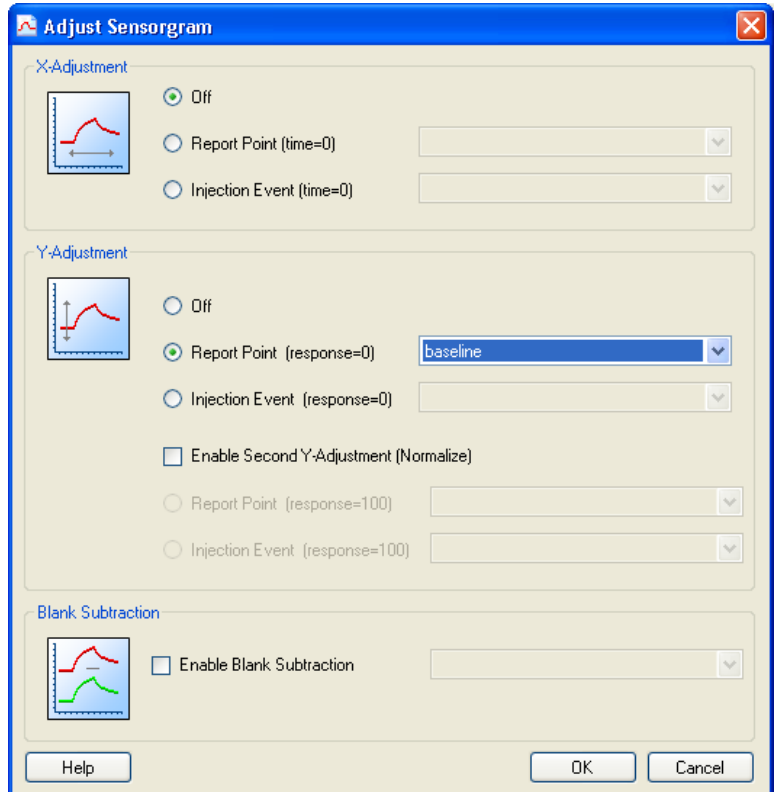 Adjust Sensorgram
X-Adjustment
Off
Report Point (time=0)
Injection Event (time=0)
Y-Adjustment
Off
Report Point (response=0) baseline
Injection Event (response=0)
Enable Second Y-Adjustment (Normalize)
Report Point (response=100)
Injection Event (response=100)
Blank Subtraction
Enable Blank Subtraction
Help OK Cancel